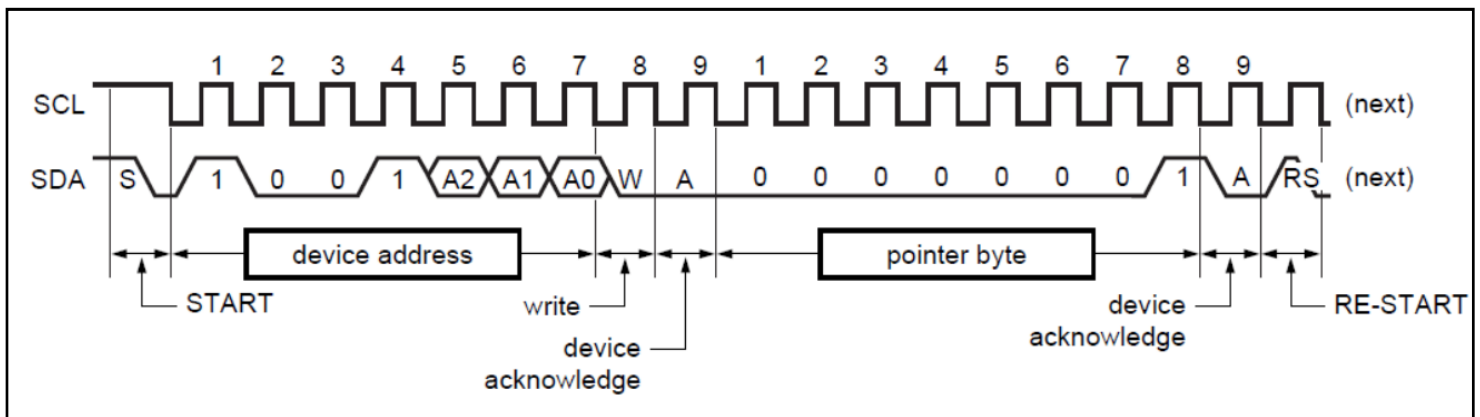 1 2 3 4 5 6 7 8 9 1 2 3 4 5 6 7 8 9
SCL (next)
SDA S 1 0 0 1 A2 A1 A0 W A 0 0 0 0 0 0 0 1 A RS (next)
device address pointer byte
START write device acknowledge device acknowledge RE-START